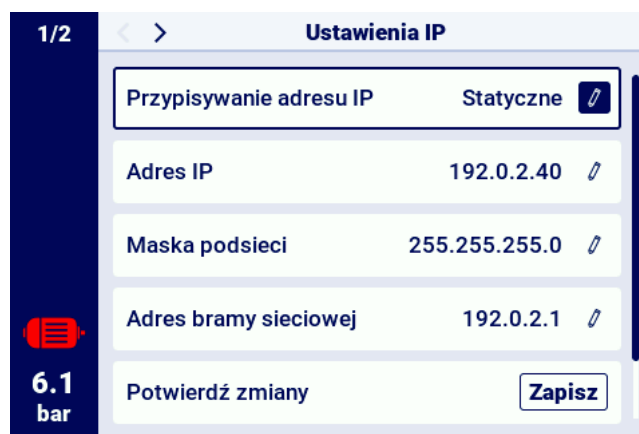 1/2
Ustawienia IP
Przypisywanie adresu IP Statyczne
Adres IP 192.0.2.40
Maska podsieci 255.255.255.0
Adres bramy sieciowej 192.0.2.1
Potwierdź zmiany Zapisz
6.1
bar